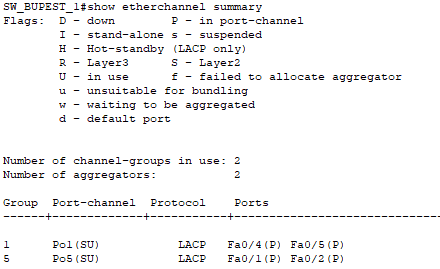 SW_BUPEST_1#show etherchannel summary
Flags:  D - down        P - in port-channel
        I - stand-alone s - suspended
        H - Hot-standby (LACP only)
        R - Layer3      S - Layer2
        U - in use      f - failed to allocate aggregator
        u - unsuitable for bundling
        w - waiting to be aggregated
        d - default port
Number of channel-groups in use: 2
Number of aggregators:           2
Group  Port-channel  Protocol    Ports
------+-------------+-----------+----------------------------------
1      Po1(SU)           LACP   Fa0/4(P) Fa0/5(P)
5      Po5(SU)           LACP   Fa0/1(P) Fa0/2(P)